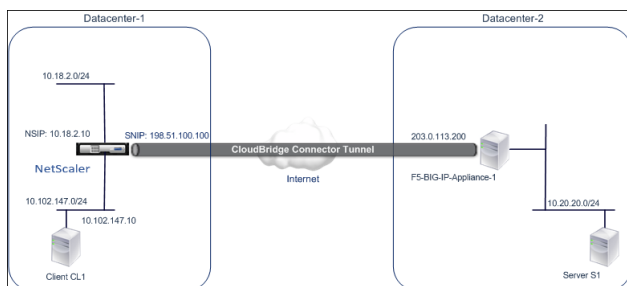 Datacenter-1
Datacenter-2
10.18.2.0/24
NSIP: 10.18.2.10
SNIP: 198.51.100.100
CloudBridge Connector Tunnel
203.0.113.200
NetScaler
Internet
F5-BIG-IP-Appliance-1
10.102.147.0/24
10.102.147.10
10.20.20.0/24
Client CL1
Server S1